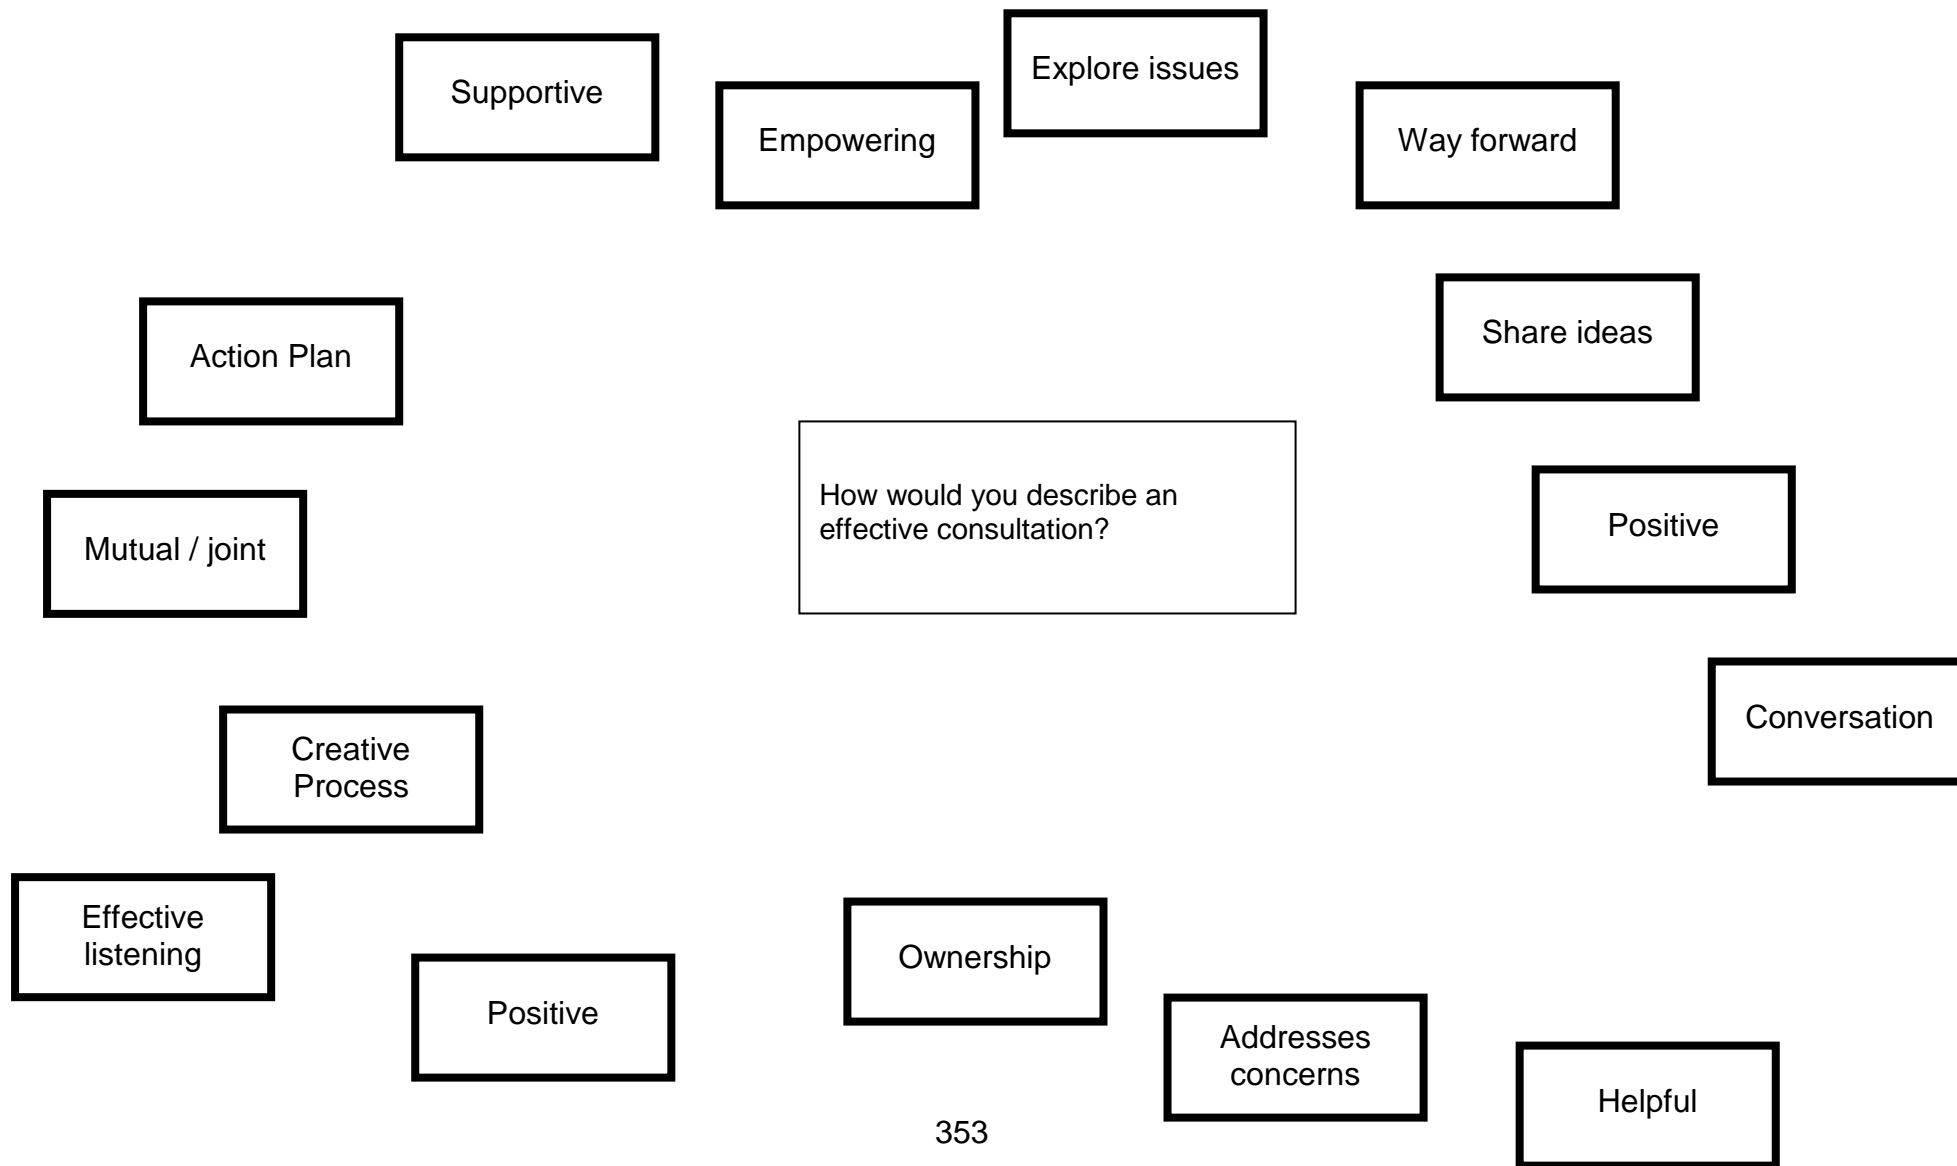 Explore issues
Supportive
Empowering
Way forward
Share ideas
Action Plan
How would you describe an
effective consultation?
Positive
Mutual / joint
Conversation
Creative
Process
Effective
listening
Ownership
Positive
Addresses
concerns
Helpful
353